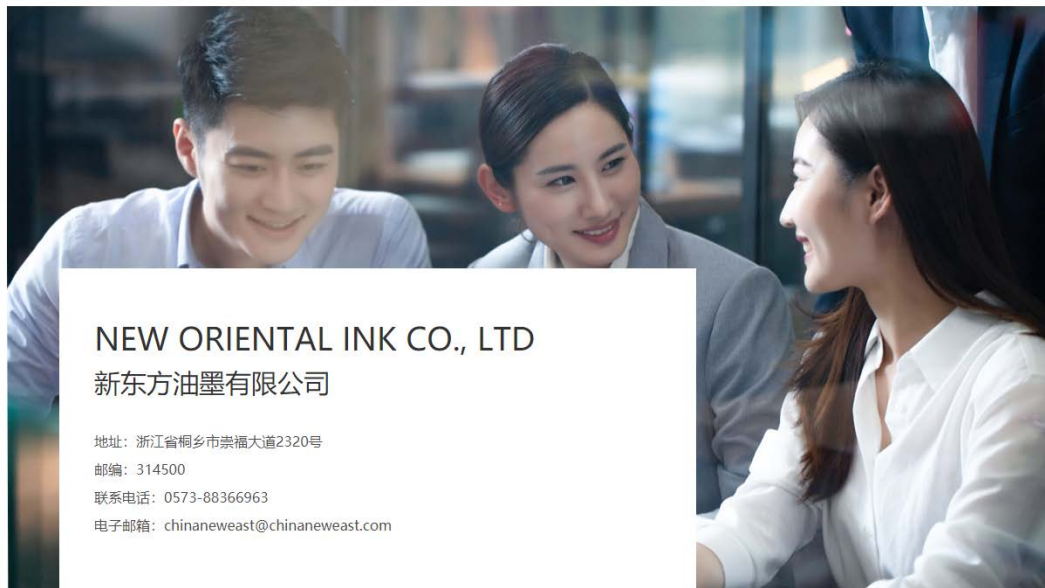 NEW ORIENTAL INK CO., LTD
新东方油墨有限公司
地址：浙江省桐乡市崇福大道2320号
邮编：314500
联系电话：0573-88366963
电子邮箱：chinaneweast@chinaneweast.com